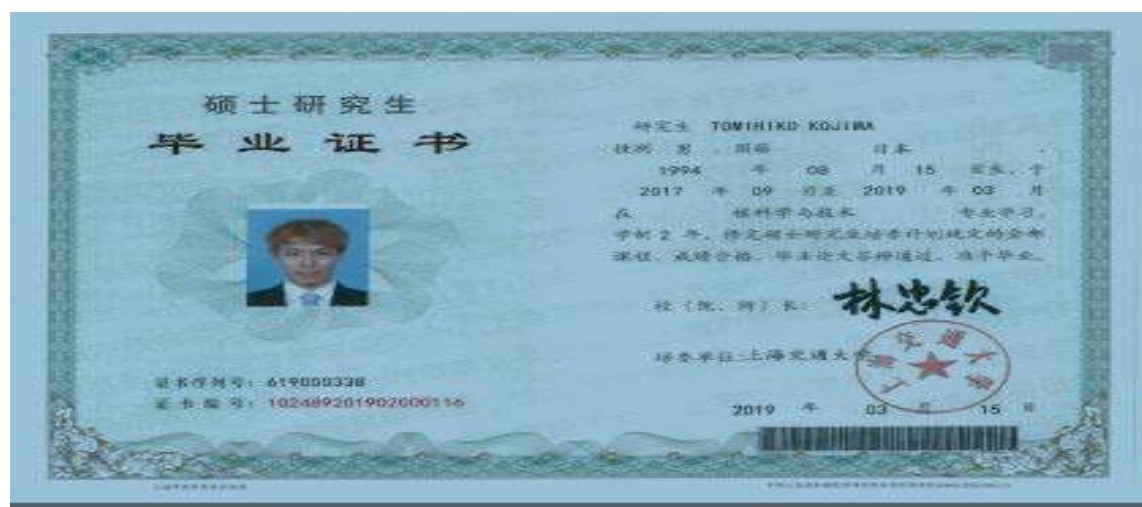 硕士研究生
毕业证书
证书序列号：619000338
证书编号：102489201902000116
研究生 TOMIHIKO KOJIMA
性别 男 ，国籍 日本 ，
1994 年 08 月 15 日生，于
2017 年 09 月至 2019 年 03 月
在 核科学与技术 专业学习，
学制 2 年，修完硕士研究生培养计划规定的全部
课程，成绩合格，毕业论文答辩通过，准予毕业。
校（院、所）长： 林忠钦
培养单位：上海交通大学
2019 年 03 月 15 日